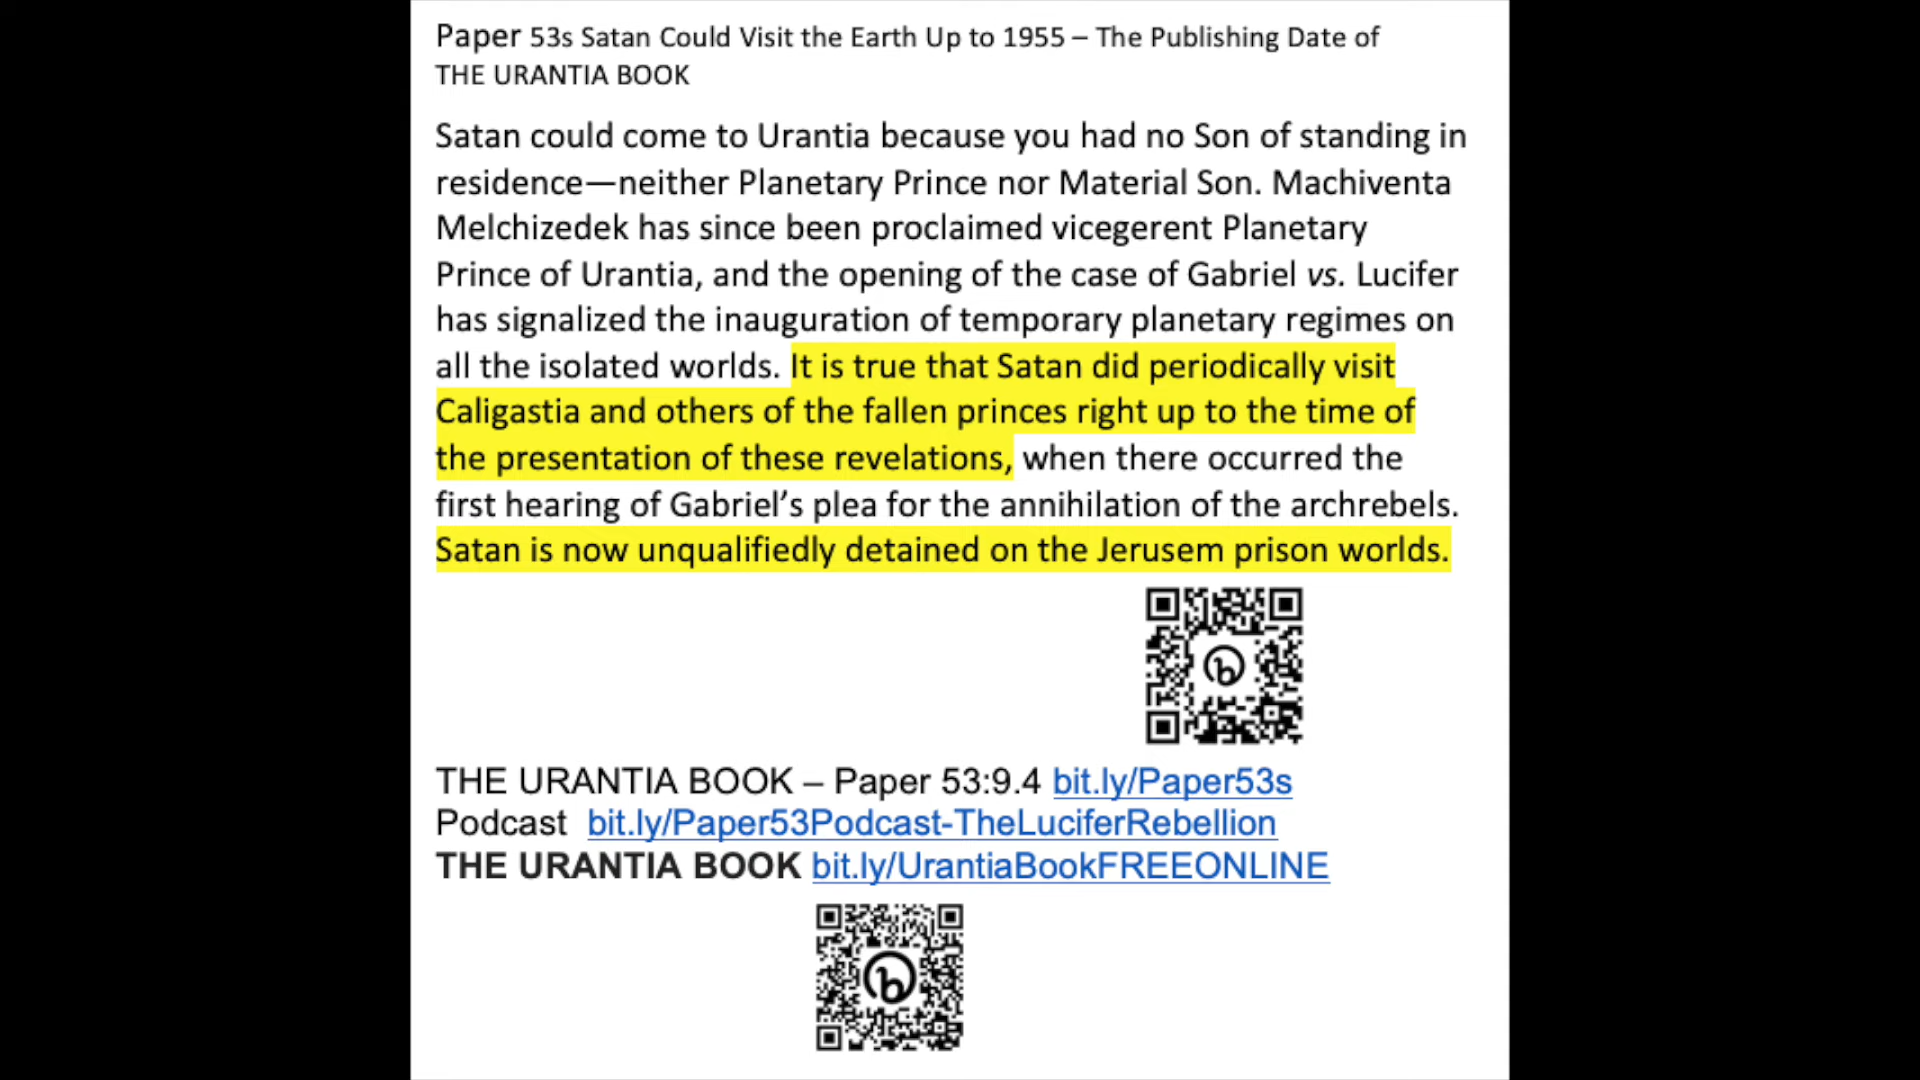 Paper 53s Satan Could Visit the Earth Up to 1955 – The Publishing Date of
THE URANTIA BOOK
Satan could come to Urantia because you had no Son of standing in
residence—neither Planetary Prince nor Material Son. Machiventa
Melchizedek has since been proclaimed vicegerent Planetary
Prince of Urantia, and the opening of the case of Gabriel vs. Lucifer
has signalized the inauguration of temporary planetary regimes on
all the isolated worlds. It is true that Satan did periodically visit
Caligastia and others of the fallen princes right up to the time of
the presentation of these revelations, when there occurred the
first hearing of Gabriel’s plea for the annihilation of the archrebels.
Satan is now unqualifiedly detained on the Jerusem prison worlds.
THE URANTIA BOOK – Paper 53:9.4 bit.ly/Paper53s
Podcast bit.ly/Paper53Podcast-TheLuciferRebellion
THE URANTIA BOOK bit.ly/UrantiaBookFREEONLINE